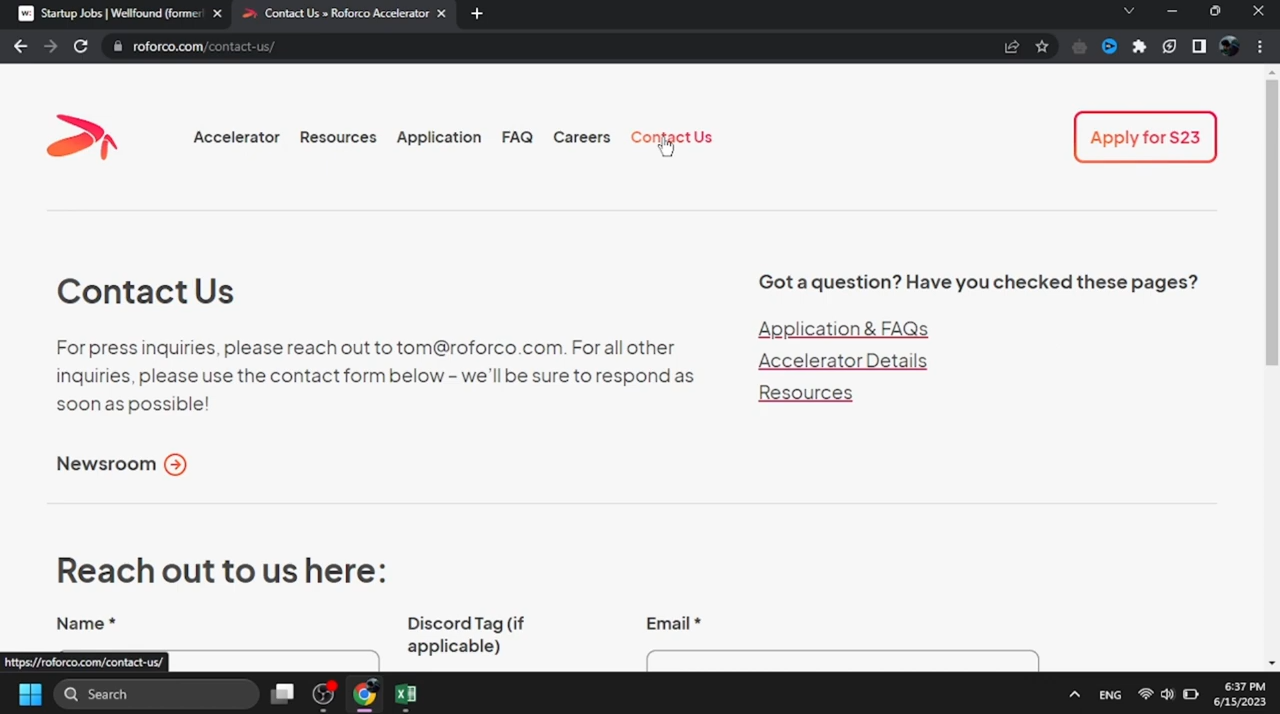 Startup Jobs | Wellfound (former
Contact Us » Roforco Accelerator
roforco.com/contact-us/
Accelerator Resources Application FAQ Careers Contact Us
Apply for S23
Contact Us
For press inquiries, please reach out to tom@roforco.com. For all other
inquiries, please use the contact form below – we'll be sure to respond as
soon as possible!
Newsroom
Got a question? Have you checked these pages?
Application & FAQs
Accelerator Details
Resources
Reach out to us here:
Name *
Discord Tag (if
applicable)
Email *
https://roforco.com/contact-us/
Search
ENG
6:37 PM
6/15/2023